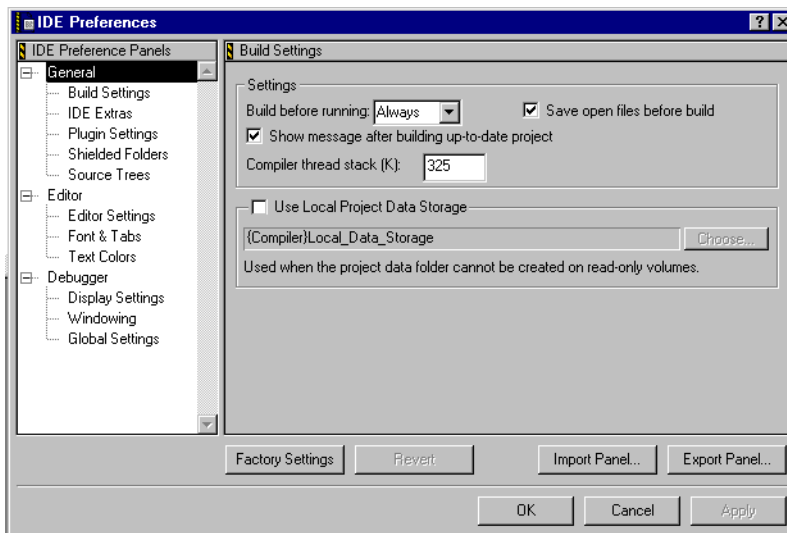 IDE Preferences
IDE Preference Panels
General
Build Settings
IDE Extras
Plugin Settings
Shielded Folders
Source Trees
Editor
Editor Settings
Font & Tabs
Text Colors
Debugger
Display Settings
Windowing
Global Settings
Build Settings
Settings
Build before running: Always
Save open files before build
Show message after building up-to-date project
Compiler thread stack (K): 325
Use Local Project Data Storage
{Compiler}Local_Data_Storage Choose...
Used when the project data folder cannot be created on read-only volumes.
Factory Settings Revert Import Panel... Export Panel...
OK Cancel Apply